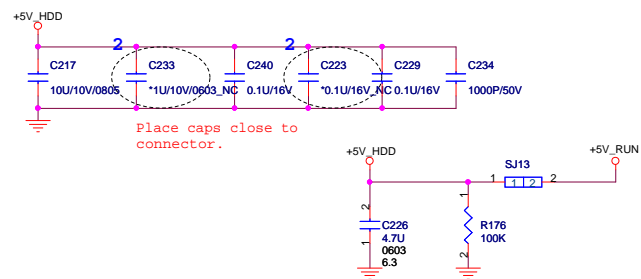 +5V_HDD
2
2
C217
C233
C240
C223
C229
C234
10U/10V/0805
*1U/10V/0603_NC
0.1U/16V
*0.1U/16V_NC
0.1U/16V
1000P/50V
Place caps close to
connector.
+5V_HDD
SJ13
+5V_RUN
1
1 2
2
2
C226
4.7U
0603
6.3
1
1
R176
100K
2